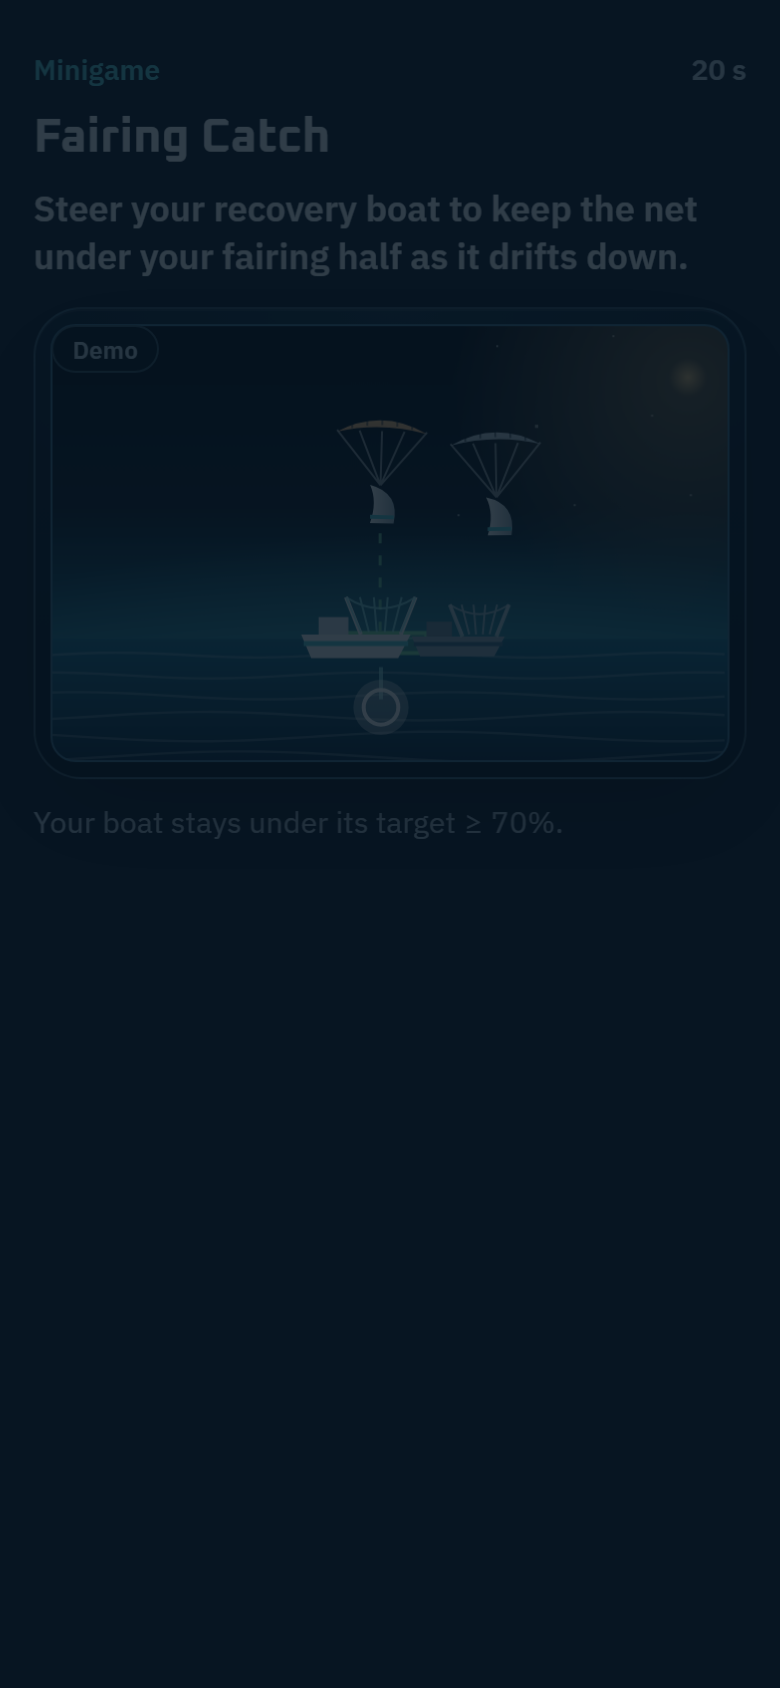 Minigame
20 s
Fairing Catch
Steer your recovery boat to keep the net
under your fairing half as it drifts down.
Demo
Your boat stays under its target ≥ 70%.